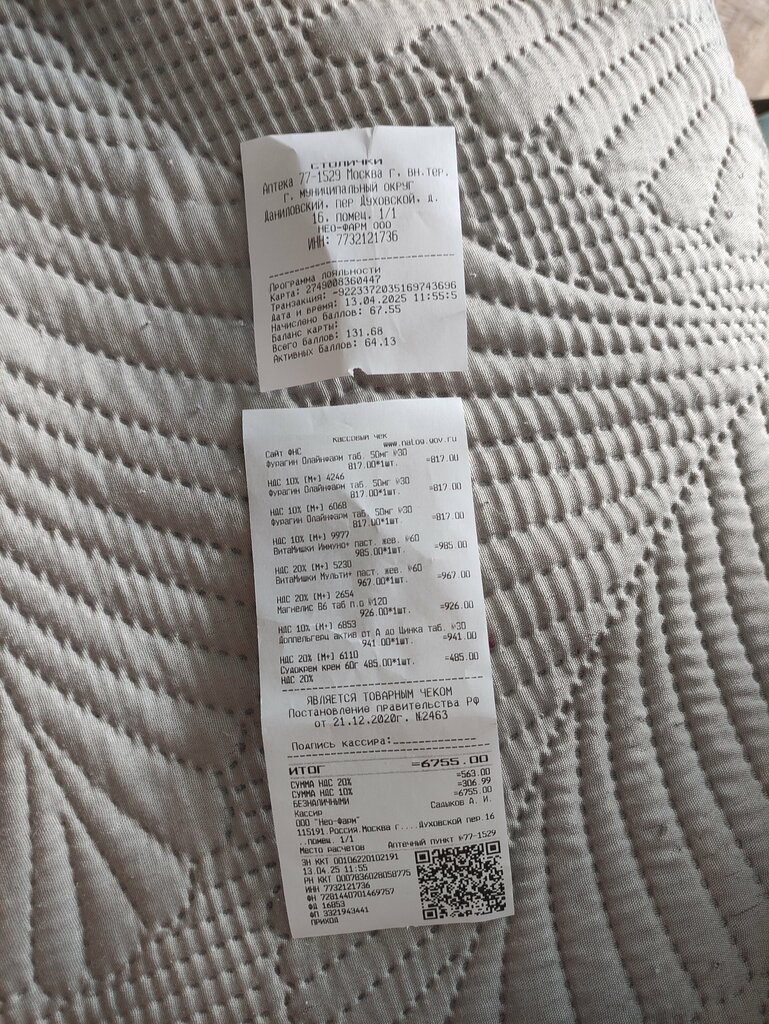 СТОЛИЧКИ
Аптека 77-1529 Москва г. вн.тер.
г. муниципальный округ
Даниловский, пер Духовской, д.
16, помещ. 1/1
НЕО-ФАРМ ООО
ИНН: 7732121736
Программа лояльности
Карта: 2749008360447
Транзакция: -9223372035169743696
Дата и время: 13.04.2025 11:55:5
Начислено баллов: 67.55
Баланс карты:
Всего баллов: 131.68
Активных баллов: 64.13
Кассовый чек
Сайт ФНС www.nalog.gov.ru
Фурагин Олайнфарм таб. 50мг №30
817.00*1шт. =817.00
НДС 10% [М+] 4246
Фурагин Олайнфарм таб. 50мг №30
817.00*1шт. =817.00
НДС 10% [М+] 6068
Фурагин Олайнфарм таб. 50мг №30
817.00*1шт. =817.00
НДС 10% [М+] 9977
ВитаМишки Иммуно+ паст. жев. №60
985.00*1шт. =985.00
НДС 20% [М+] 5230
ВитаМишки Мульти+ паст. жев. №60
967.00*1шт. =967.00
НДС 20% [М+] 2654
Магнелис В6 таб п.о №120
926.00*1шт. =926.00
НДС 10% [М+] 6853
Доппельгерц актив от А до Цинка таб. №30
941.00*1шт. =941.00
НДС 20% [М+] 6110
Судокрем крем 60г 485.00*1шт. =485.00
НДС 20%
ЯВЛЯЕТСЯ ТОВАРНЫМ ЧЕКОМ
Постановление правительства РФ
от 21.12.2020г. №2463
Подпись кассира:
ИТОГ =6755.00
СУММА НДС 20% =563.00
СУММА НДС 10% =306.99
БЕЗНАЛИЧНЫМИ =6755.00
Кассир Садыков А. И.
ООО "Нео-Фарм"
115191.Россия.Москва г....Духовской пер.16
..помещ. 1/1
Место расчетов Аптечный пункт №77-1529
ЗН ККТ 00106220102191
13.04.25 11:55
РН ККТ 0007836028058775
ИНН 7732121736
ФН 7281440701469757
ФД 16853
ФП 3321943441
ПРИХОД